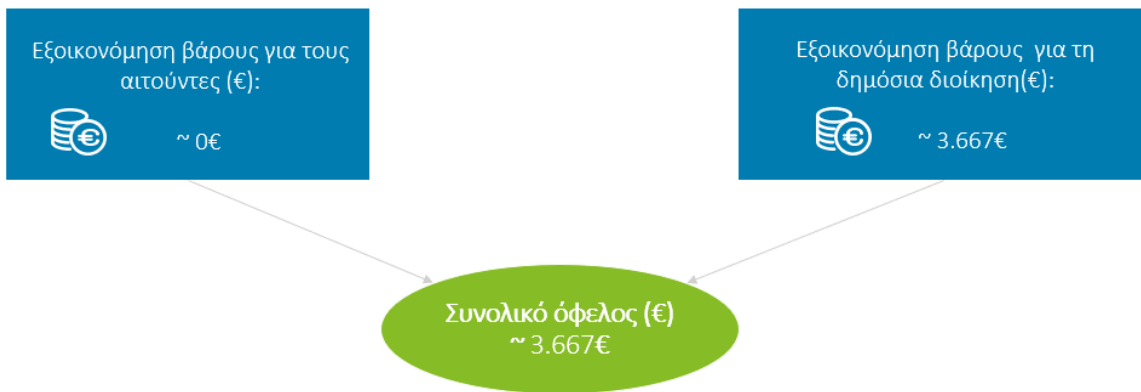 Εξοικονόμηση βάρους για τους
αιτούντες (€):
€
~ 0€
Εξοικονόμηση βάρους  για τη
δημόσια διοίκηση(€):
€
~ 3.667€
Συνολικό όφελος (€)
~ 3.667€